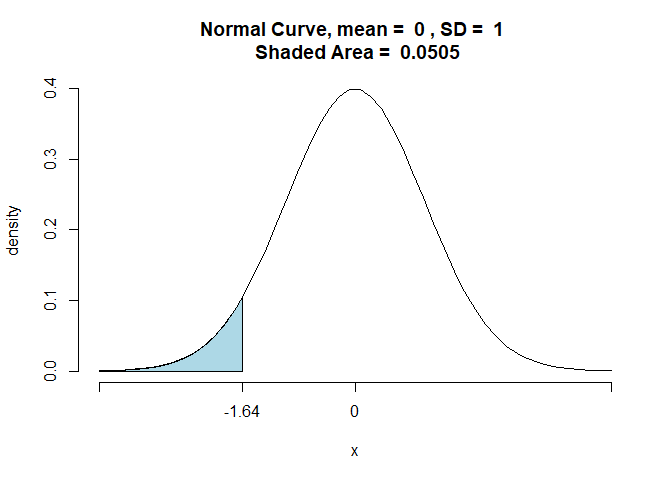 Normal Curve, mean =  0 , SD =  1
Shaded Area =  0.0505
0.4
0.3
0.2
0.1
0.0
density
-1.64
0
x